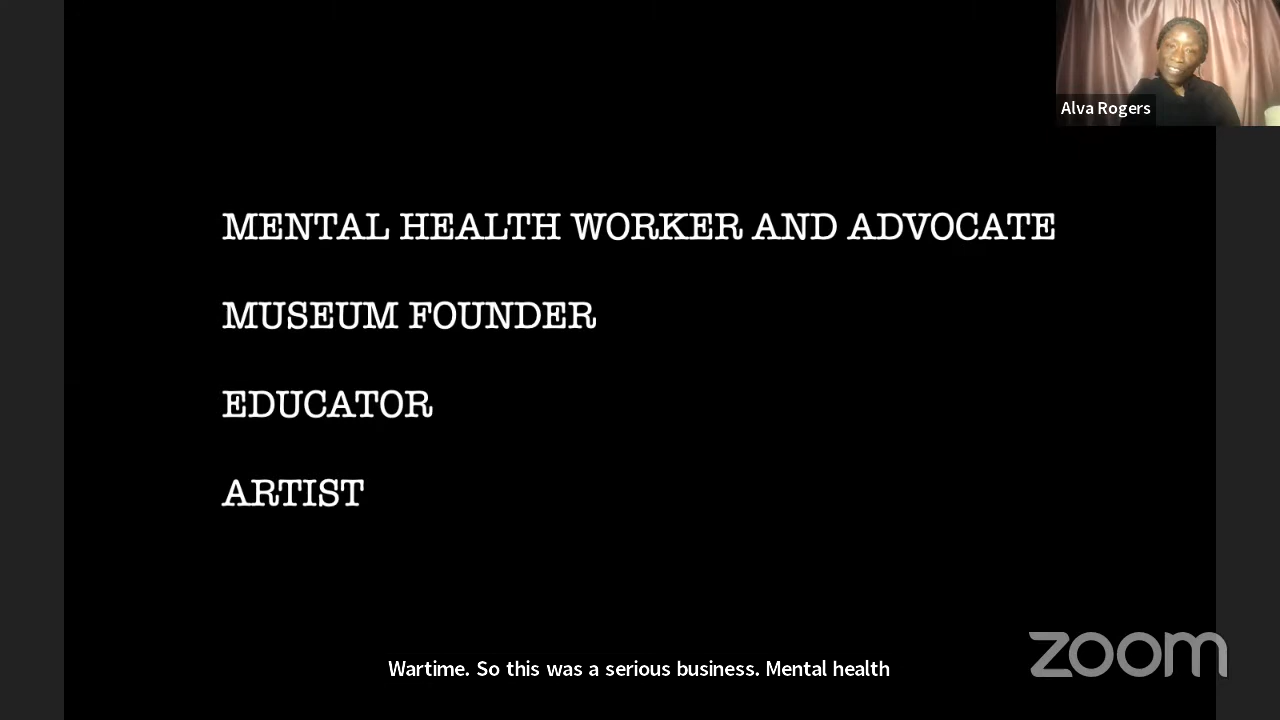 Alva Rogers
MENTAL HEALTH WORKER AND ADVOCATE
MUSEUM FOUNDER
EDUCATOR
ARTIST
Wartime. So this was a serious business. Mental health
zoom